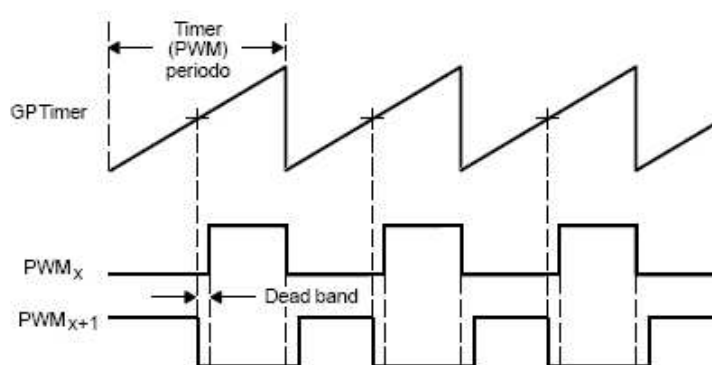 Timer
(PWM)
periodo
GPTimer
PWMx
Dead band
PWMx+1